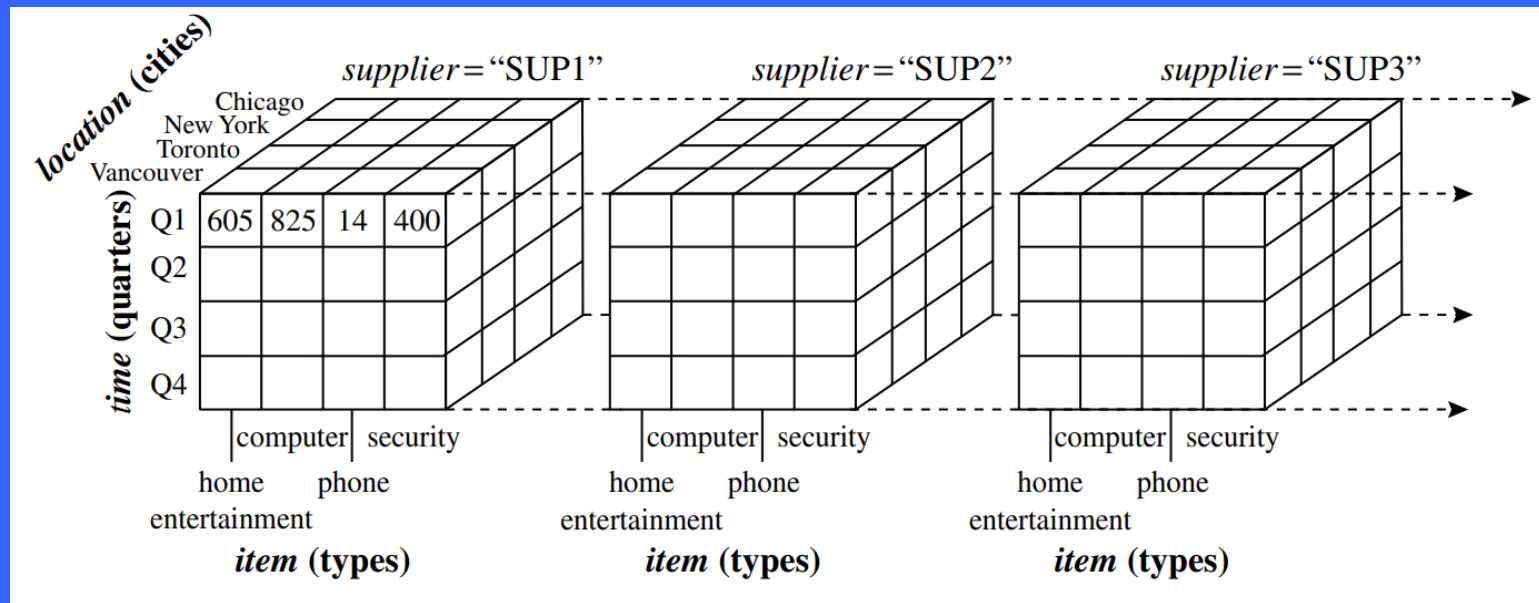 location (cities)
supplier=“SUP1” supplier=“SUP2” supplier=“SUP3”
Chicago
New York
Toronto
Vancouver
time (quarters)
Q1 605 825 14 400
Q2
Q3
Q4
computer security computer security computer security
home phone home phone home phone
entertainment entertainment entertainment
item (types) item (types) item (types)